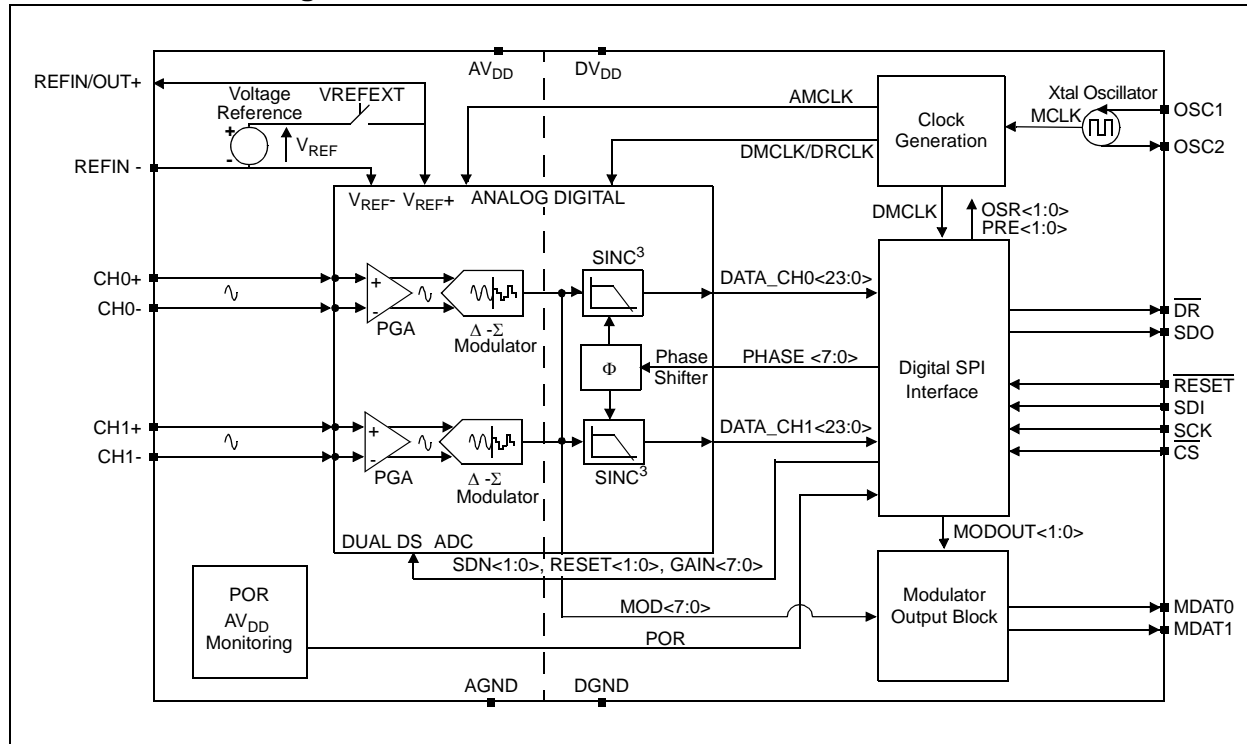 AVDD
DVDD
REFIN/OUT+
Voltage
Reference
VREFEXT
+
-
VREF
REFIN -
AMCLK
DMCLK/DRCLK
Clock
Generation
Xtal Oscillator
MCLK
OSC1
OSC2
VREF- VREF+
ANALOG DIGITAL
DMCLK
OSR<1:0>
PRE<1:0>
CH0+
CH0-
+
-
PGA
Δ -Σ
Modulator
SINC3
DATA_CH0<23:0>
Φ
Phase
Shifter
PHASE <7:0>
Digital SPI
Interface
DR
SDO
RESET
SDI
SCK
CS
CH1+
CH1-
+
-
PGA
Δ -Σ
Modulator
SINC3
DATA_CH1<23:0>
DUAL DS ADC
SDN<1:0>, RESET<1:0>, GAIN<7:0>
MODOUT<1:0>
POR
AVDD
Monitoring
MOD<7:0>
POR
Modulator
Output Block
MDAT0
MDAT1
AGND
DGND